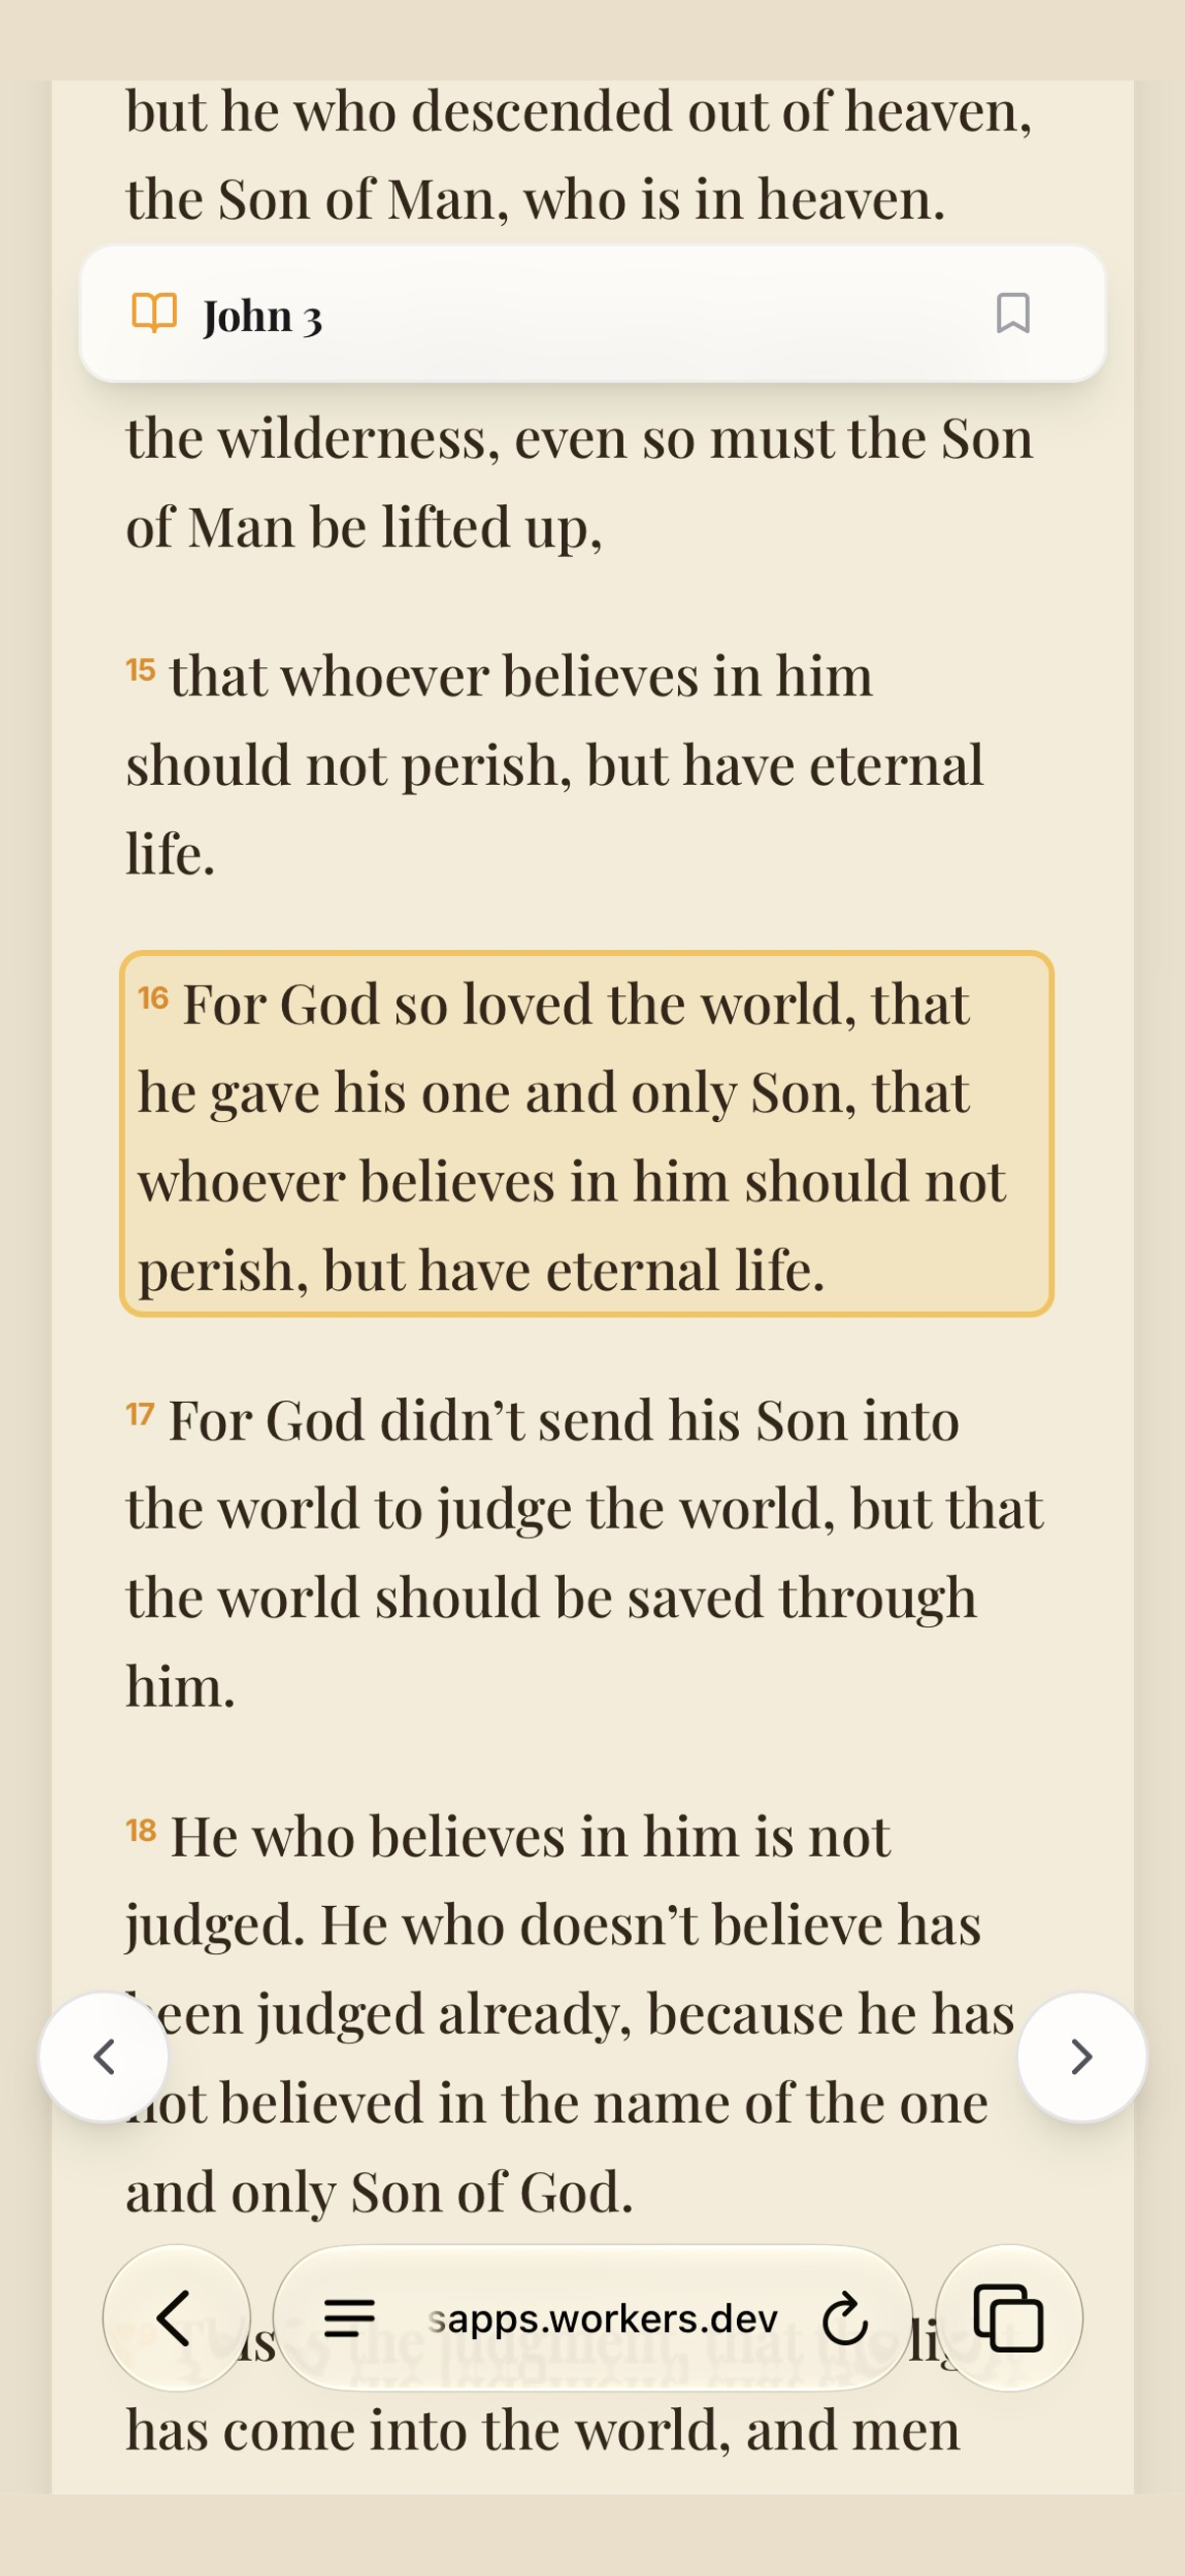 but he who descended out of heaven,
the Son of Man, who is in heaven.
John 3
the wilderness, even so must the Son
of Man be lifted up,
15 that whoever believes in him
should not perish, but have eternal
life.
16 For God so loved the world, that
he gave his one and only Son, that
whoever believes in him should not
perish, but have eternal life.
17 For God didn’t send his Son into
the world to judge the world, but that
the world should be saved through
him.
18 He who believes in him is not
judged. He who doesn’t believe has
been judged already, because he has
not believed in the name of the one
and only Son of God.
sapps.workers.dev
the judgment, that
has come into the world, and men